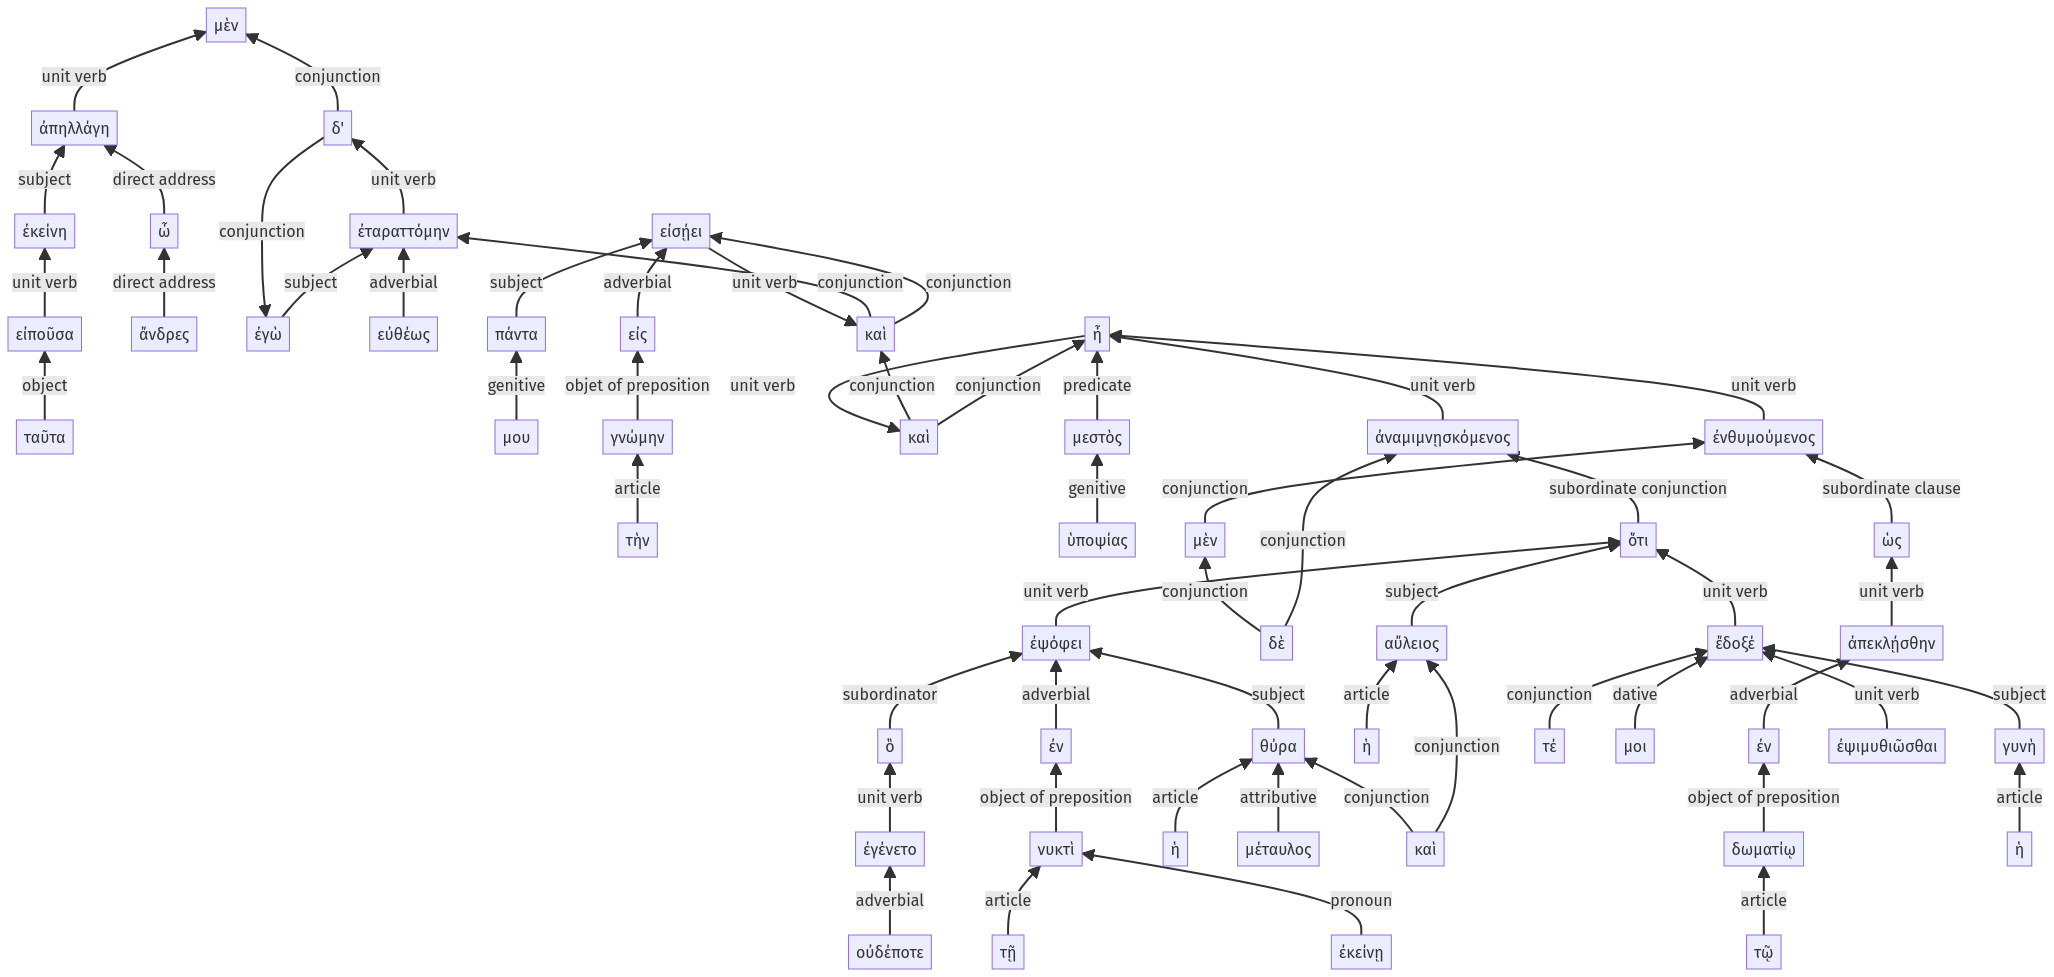 μὲν
unit verb
conjunction
ἀπηλλάγη
δ'
subject
direct address
unit verb
ἐκείνη
ὦ
conjunction
ἐταραττόμην
εἰσῄει
unit verb
direct address
subject
adverbial
subject
adverbial
unit verb
conjunction
conjunction
εἰποῦσα
ἄνδρες
ἐγὼ
εὐθέως
πάντα
εἰς
καὶ
ἦ
object
genitive
objet of preposition
unit verb
conjunction
conjunction
predicate
unit verb
unit verb
ταῦτα
μου
γνώμην
καὶ
μεστὸς
ἀναμιμνῃσκόμενος
ἐνθυμούμενος
article
genitive
conjunction
subordinate conjunction
subordinate clause
τὴν
ὑποψίας
μὲν
conjunction
ὅτι
ὡς
unit verb
conjunction
subject
unit verb
unit verb
ἐψόφει
δὲ
αὔλειος
ἔδοξέ
ἀπεκλῄσθην
subordinator
adverbial
subject
article
conjunction
dative
adverbial
unit verb
subject
ὃ
ἐν
θύρα
ἡ
conjunction
τέ
μοι
ἐν
ἐψιμυθιῶσθαι
γυνὴ
unit verb
object of preposition
article
attributive
conjunction
object of preposition
article
ἐγένετο
νυκτὶ
ἡ
μέταυλος
καὶ
δωματίῳ
ἡ
adverbial
article
pronoun
article
οὐδέποτε
τῇ
ἐκείνῃ
τῷ